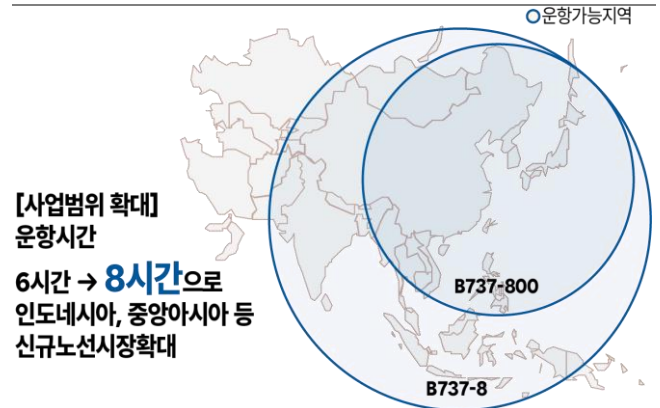 운항가능지역
[사업범위 확대]
운항시간
6시간 → 8시간으로
인도네시아, 중앙아시아 등
신규노선시장확대
B737-800
B737-8